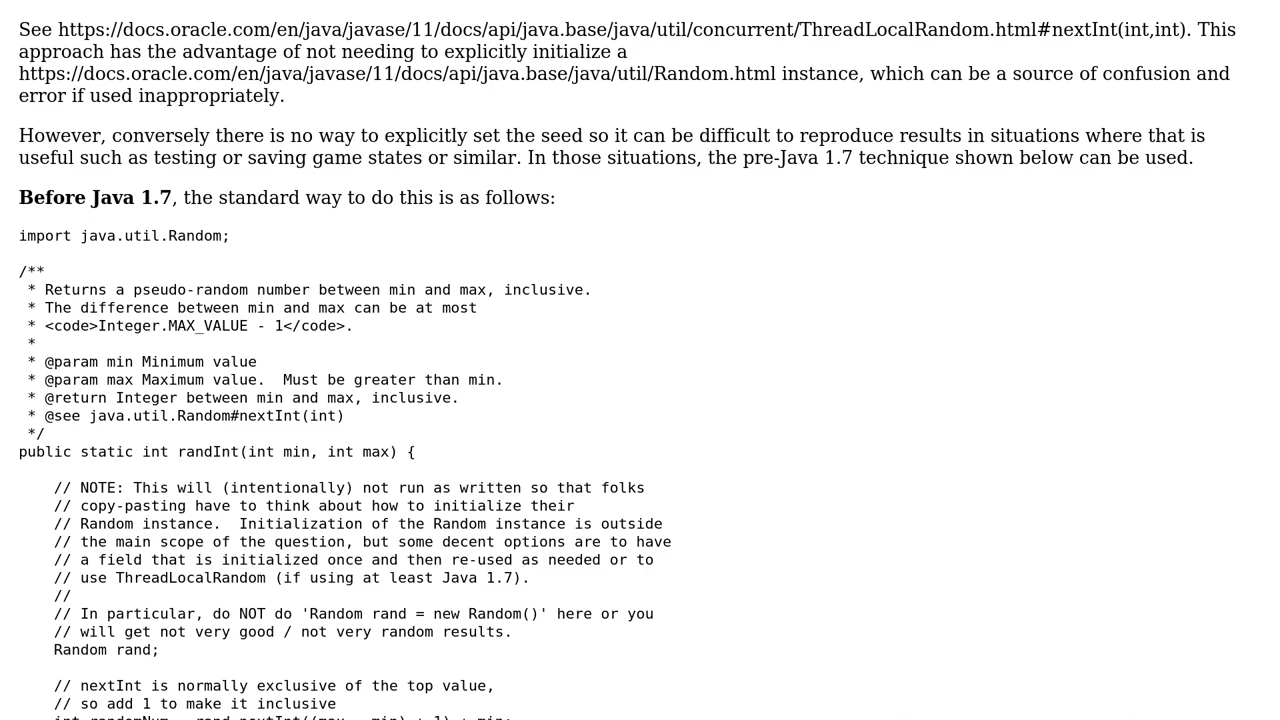 See https://docs.oracle.com/en/java/javase/11/docs/api/java.base/java/util/concurrent/ThreadLocalRandom.html#nextInt(int,int). This
approach has the advantage of not needing to explicitly initialize a
https://docs.oracle.com/en/java/javase/11/docs/api/java.base/java/util/Random.html instance, which can be a source of confusion and
error if used inappropriately.
However, conversely there is no way to explicitly set the seed so it can be difficult to reproduce results in situations where that is
useful such as testing or saving game states or similar. In those situations, the pre-Java 1.7 technique shown below can be used.
Before Java 1.7, the standard way to do this is as follows:
import java.util.Random;
/**
 * Returns a pseudo-random number between min and max, inclusive.
 * The difference between min and max can be at most
 * <code>Integer.MAX_VALUE - 1</code>.
 *
 * @param min Minimum value
 * @param max Maximum value.  Must be greater than min.
 * @return Integer between min and max, inclusive.
 * @see java.util.Random#nextInt(int)
 */
public static int randInt(int min, int max) {
    // NOTE: This will (intentionally) not run as written so that folks
    // copy-pasting have to think about how to initialize their
    // Random instance.  Initialization of the Random instance is outside
    // the main scope of the question, but some decent options are to have
    // a field that is initialized once and then re-used as needed or to
    // use ThreadLocalRandom (if using at least Java 1.7).
    //
    // In particular, do NOT do 'Random rand = new Random()' here or you
    // will get not very good / not very random results.
    Random rand;
    // nextInt is normally exclusive of the top value,
    // so add 1 to make it inclusive
    int randomNum = rand.nextInt((max - min) + 1) + min;